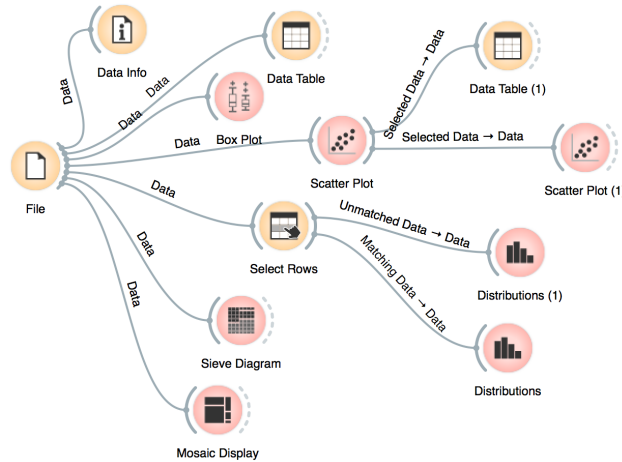 Data Info
Data
Data Table
Data
Box Plot
Data
File
Data
Scatter Plot
Selected Data → Data
Data Table (1)
Selected Data → Data
Scatter Plot (1
Data
Select Rows
Unmatched Data → Data
Distributions (1)
Matching Data → Data
Distributions
Data
Sieve Diagram
Data
Mosaic Display